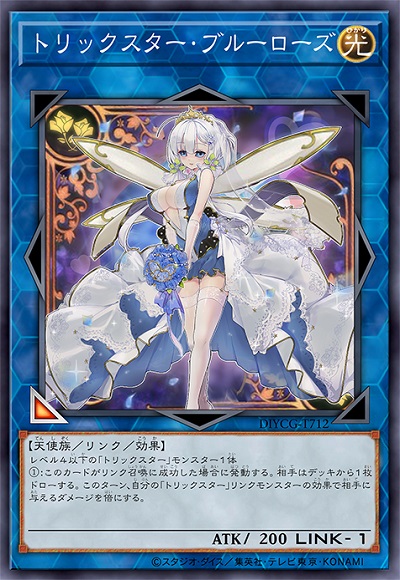 トリックスター・ブルーローズ
光
DIYCG-1712
【天使族／リンク／効果】
レベル4以下の「トリックスター」モンスター1体
①:このカードがリンク召喚に成功した場合に発動する。相手はデッキから1枚
ドローする。このターン、自分の「トリックスター」リンクモンスターの効果で相手に
与えるダメージを倍にする。
ATK/ 200 LINK-1
©スタジオ・ダイス/集英社・テレビ東京・KONAMI